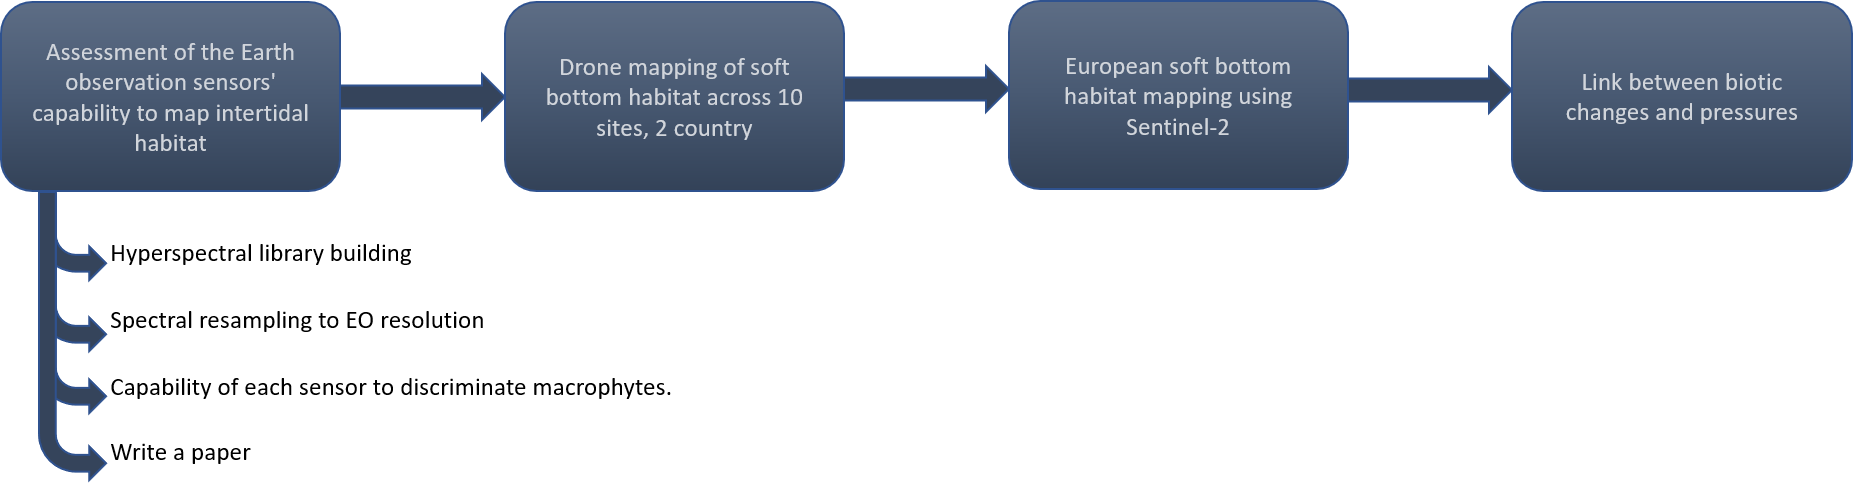 Assessment of the Earth
observation sensors'
capability to map intertidal
habitat
Drone mapping of soft
bottom habitat across 10
sites, 2 country
European soft bottom
habitat mapping using
Sentinel-2
Link between biotic
changes and pressures
Hyperspectral library building
Spectral resampling to EO resolution
Capability of each sensor to discriminate macrophytes.
Write a paper